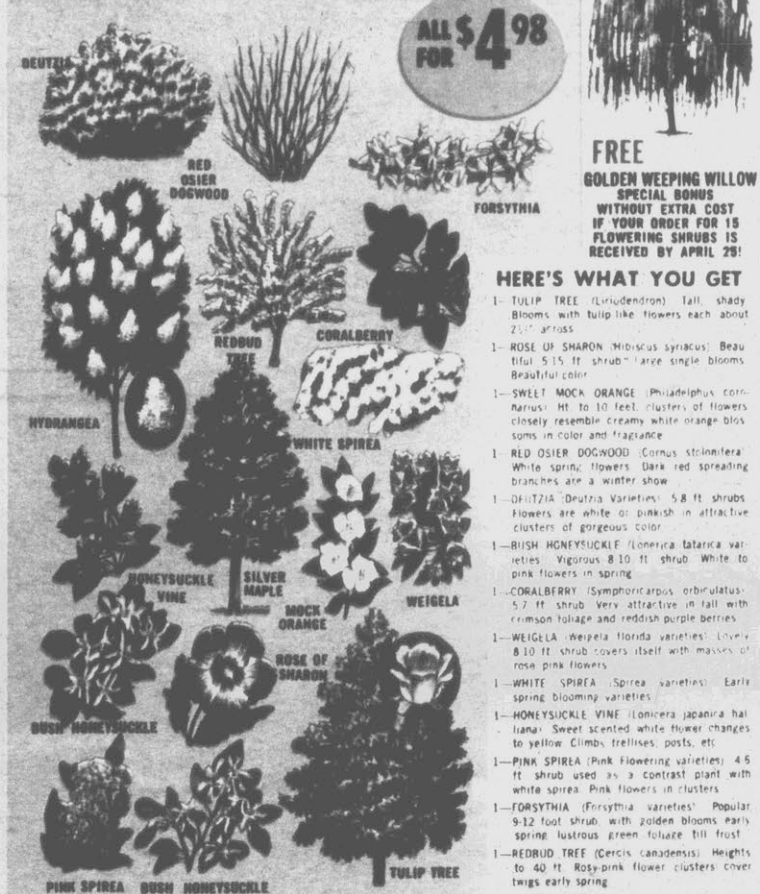 ALL
FOR $4 98
DEUTZIA
RED
OSIER
DOGWOOD
FORSYTHIA
REDBUD
TREE
CORALBERRY
HYDRANGEA
WHITE SPIREA
HONEYSUCKLE
VINE
SILVER
MAPLE
MOCK
ORANGE
WEIGELA
ROSE OF
SHARON
BUSH HONEYSUCKLE
PINK SPIREA
BUSH HONEYSUCKLE
TULIP TREE
FREE
GOLDEN WEEPING WILLOW
SPECIAL BONUS
WITHOUT EXTRA COST
IF YOUR ORDER FOR 15
FLOWERING SHRUBS IS
RECEIVED BY APRIL 25!
HERE'S WHAT YOU GET
1—TULIP TREE (Liriodendron) Tall, shady
Blooms with tulip like flowers each about
across
1—ROSE OF SHARON (Hibiscus syriacus) Beau
tiful 5-15 ft shrub large single blooms
Beautiful color
1—SWEET MOCK ORANGE (Philadelphus coro-
narius) Ht. to 10 feet, clusters of flowers
closely resemble creamy white orange blos
soms in color and fragrance
1—RED OSIER DOGWOOD (Cornus stolonifera)
White spring flowers Dark red spreading
branches are a winter show
1—DEUTZIA (Deutzia Varieties) 5-8 ft shrubs
Flowers are white or pinkish in attractive
clusters of gorgeous color
1—BUSH HONEYSUCKLE (Lonerica tatarica var-
ieties) Vigorous 8-10 ft shrub White to
pink flowers in spring
1—CORALBERRY (Symphoricarpos orbiculatus)
5-7 ft shrub Very attractive in fall with
crimson foliage and reddish purple berries
1—WEIGELA (Weigela florida varieties) Lovely
8-10 ft shrub covers itself with masses of
rose pink flowers
1—WHITE SPIREA (Spirea varieties) Early
spring blooming varieties
1—HONEYSUCKLE VINE (Lonicera japanica hal
liana) Sweet scented white flower changes
to yellow Climbs trellises, posts, etc
1—PINK SPIREA (Pink Flowering varieties) 4-6
ft shrub used as a contrast plant with
white spirea Pink flowers in clusters
1—FORSYTHIA (Forsythia varieties) Popular
9-12 foot shrub, with golden blooms early
spring lustrous green foliage till frost
1—REDBUD TREE (Cercis canadensis) Heights
to 40 ft. Rosy-pink flower clusters cover
twigs early spring